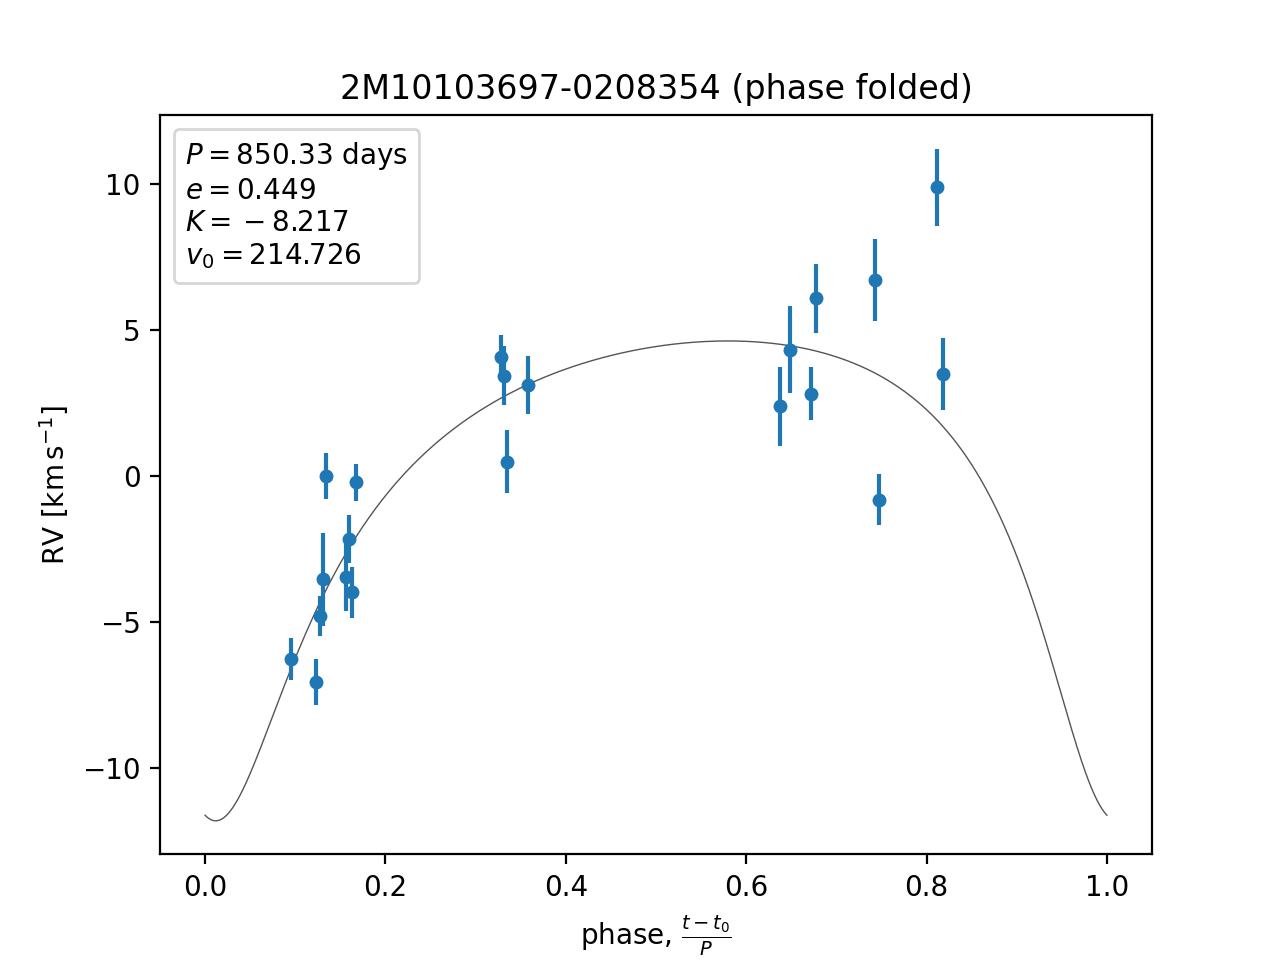 2M10103697-0208354 (phase folded)
P = 850.33 days
e = 0.449
K = −8.217
v₀ = 214.726
10
5
0
−5
−10
RV [km s⁻¹]
0.0 0.2 0.4 0.6 0.8 1.0
phase, (t − t₀)/P